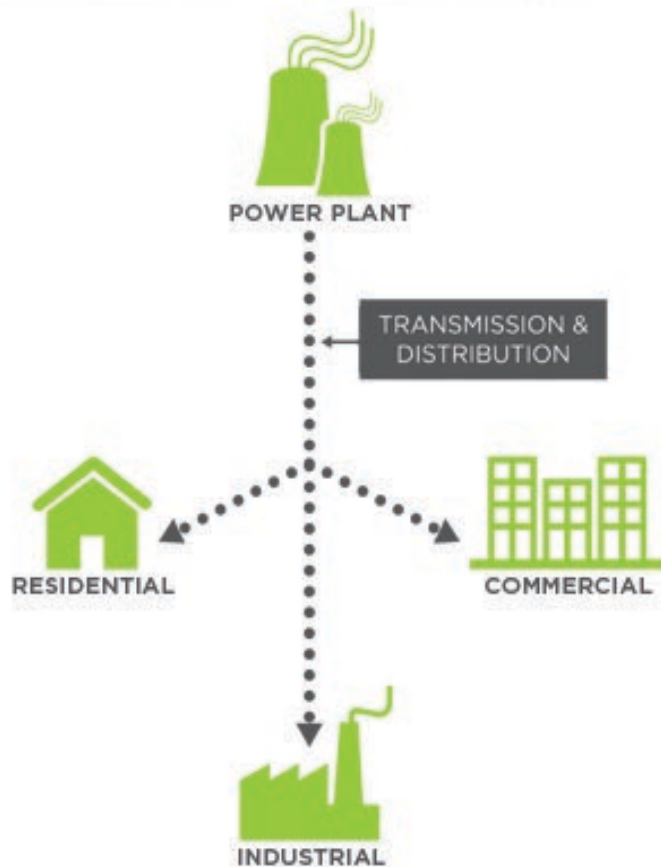 POWER PLANT
TRANSMISSION &
DISTRIBUTION
RESIDENTIAL
COMMERCIAL
INDUSTRIAL